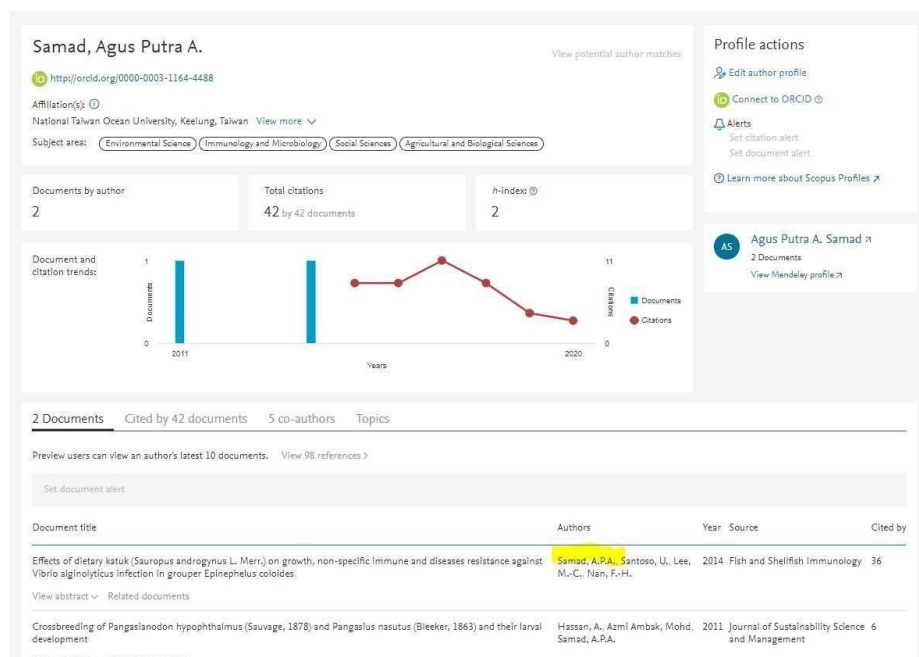 Samad, Agus Putra A.
View potential author matches
iD http://orcid.org/0000-0003-1164-4488
Affiliation(s):
National Taiwan Ocean University, Keelung, Taiwan View more
Subject area: Environmental Science Immunology and Microbiology Social Sciences Agricultural and Biological Sciences
Profile actions
Edit author profile
iD Connect to ORCID
Alerts
Set citation alert
Set document alert
Learn more about Scopus Profiles
Documents by author
2
Total citations
42 by 42 documents
h-index:
2
AS
Agus Putra A. Samad
2 Documents
View Mendeley profile
Document and
citation trends:
1
0
Documents
2011
2020
Years
11
0
Citations
Documents
Citations
2 Documents Cited by 42 documents 5 co-authors Topics
Preview users can view an author's latest 10 documents. View 98 references >
Set document alert
Document title Authors Year Source Cited by
Effects of dietary katuk (Sauropus androgynus L. Merr.) on growth, non-specific immune and diseases resistance against Samad, A.P.A., Santoso, U., Lee, 2014 Fish and Shellfish Immunology 36
Vibrio alginolyticus infection in grouper Epinephelus coioides M.-C., Nan, F.-H.
View abstract Related documents
Crossbreeding of Pangasianodon hypophthalmus (Sauvage, 1878) and Pangasius nasutus (Bleeker, 1863) and their larval Hassan, A., Azmi Ambak, Mohd, 2011 Journal of Sustainability Science 6
development Samad, A.P.A. and Management